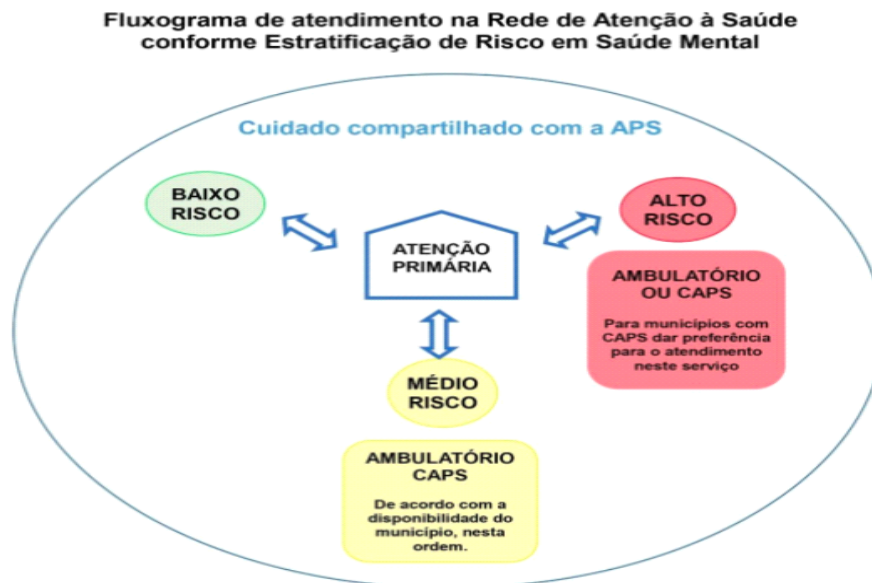 Fluxograma de atendimento na Rede de Atenção à Saúde
conforme Estratificação de Risco em Saúde Mental
Cuidado compartilhado com a APS
BAIXO
RISCO
ATENÇÃO
PRIMÁRIA
ALTO
RISCO
AMBULATÓRIO
OU CAPS
Para municípios com
CAPS dar preferência
para o atendimento
neste serviço
MÉDIO
RISCO
AMBULATÓRIO
CAPS
De acordo com a
disponibilidade do
município, nesta
ordem.